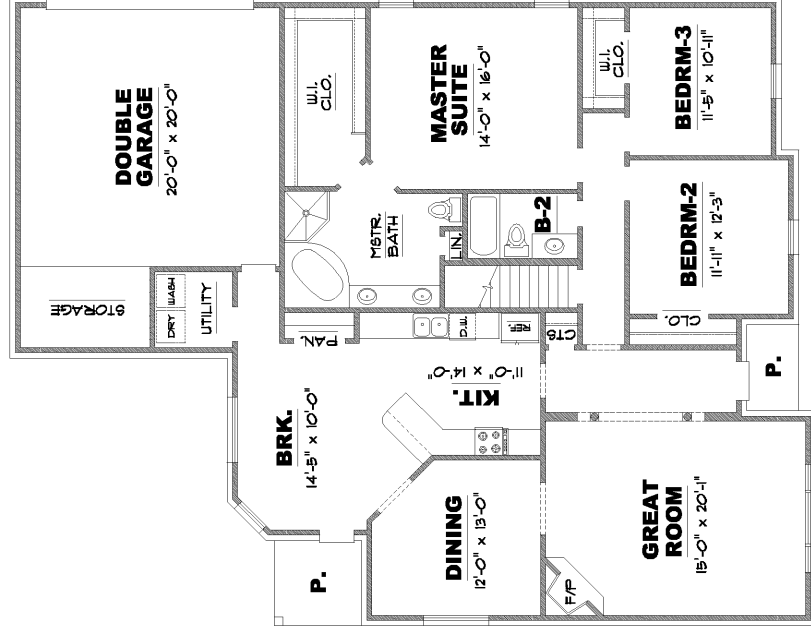 DOUBLE
GARAGE
20'-0" x 20'-0"
W.I.
CLO.
MASTER
SUITE
14'-0" x 16'-0"
W.I.
CLO.
BEDRM-3
11'-5" x 10'-11"
BEDRM-2
11'-11" x 12'-3"
B-2
MSTR.
BATH
LIN.
STORAGE
WASH
DRY
UTILITY
PAN.
D.W.
REF.
CTS
CLO.
P.
KIT.
11'-0" x 14'-0"
BRK.
14'-5" x 10'-0"
DINING
12'-0" x 13'-0"
GREAT
ROOM
15'-0" x 20'-1"
F/P
P.